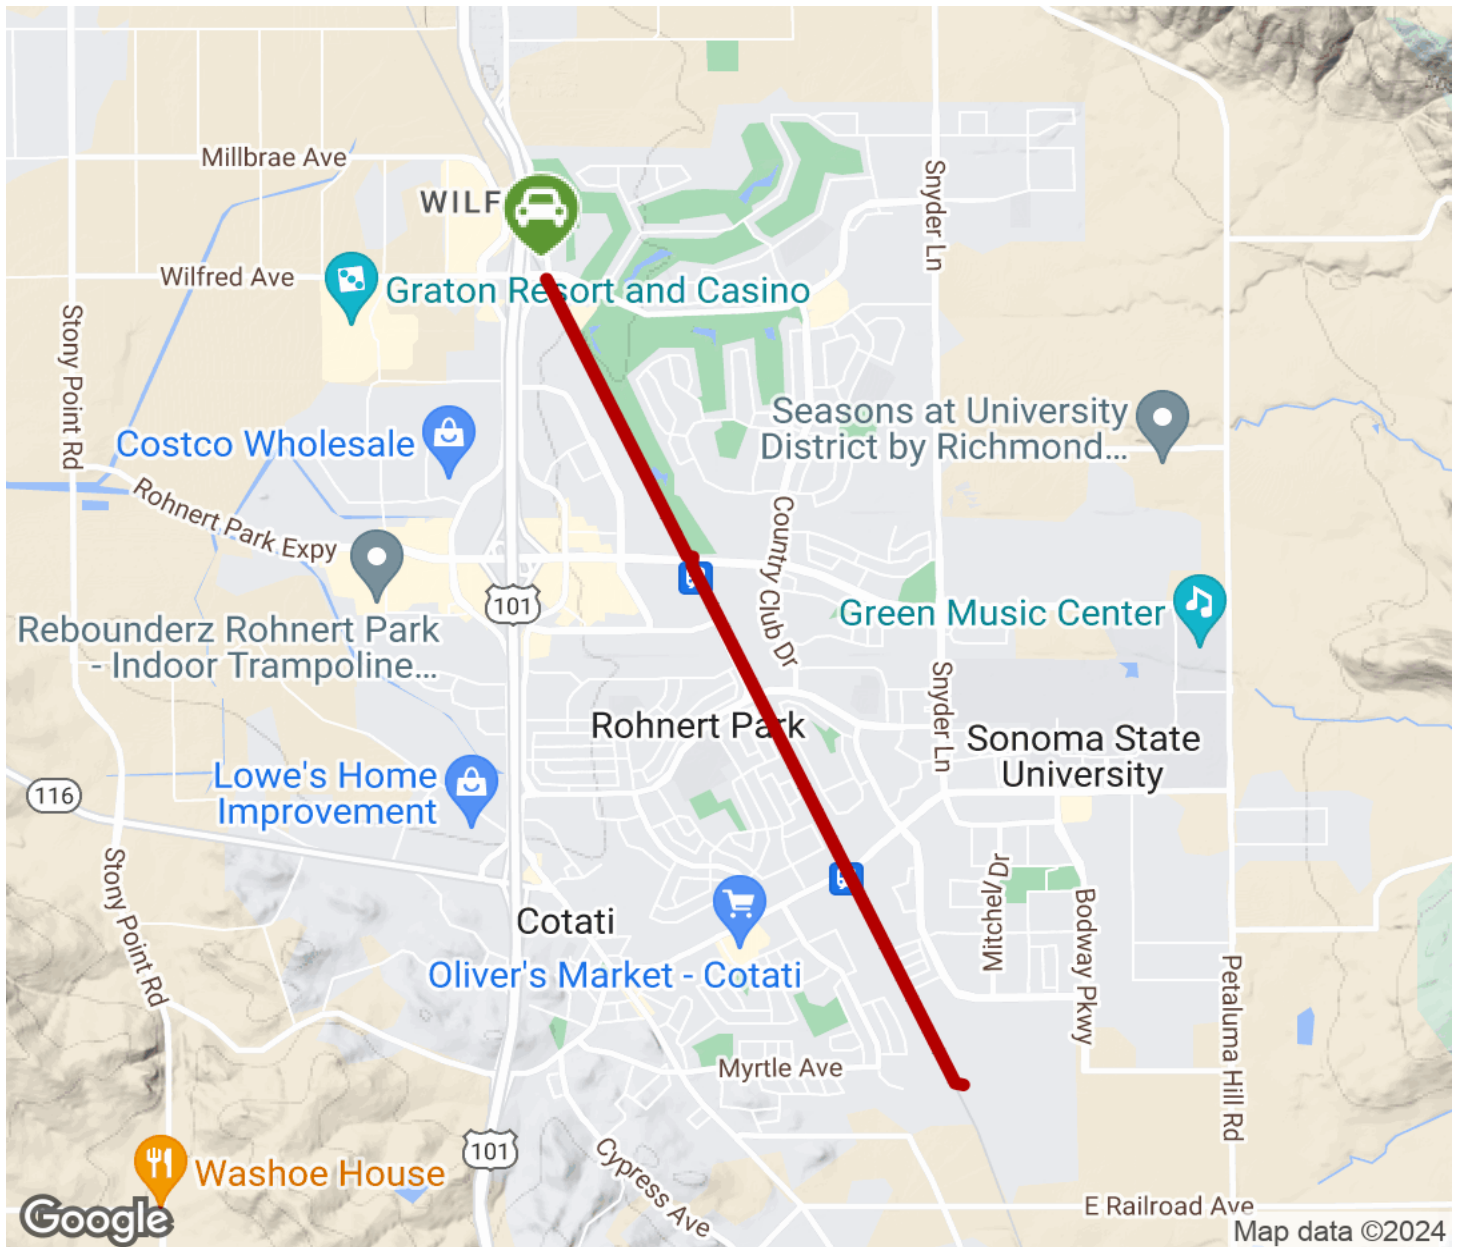 Millbrae Ave
WILF
Snyder Ln
Wilfred Ave
Graton Resort and Casino
Stony Point Rd
Seasons at University
District by Richmond...
Costco Wholesale
Rohnert Park Expy
Country Club Dr
101
Green Music Center
Rebounderz Rohnert Park
- Indoor Trampoline...
Snyder Ln
Rohnert Park
Sonoma State
University
Lowe's Home
Improvement
116
Stony Point Rd
Mitchell Dr
Bodway Pkwy
Cotati
Oliver's Market - Cotati
Petaluma Hill Rd
Myrtle Ave
101
Cypress Ave
Washoe House
E Railroad Ave
Google
Map data ©2024